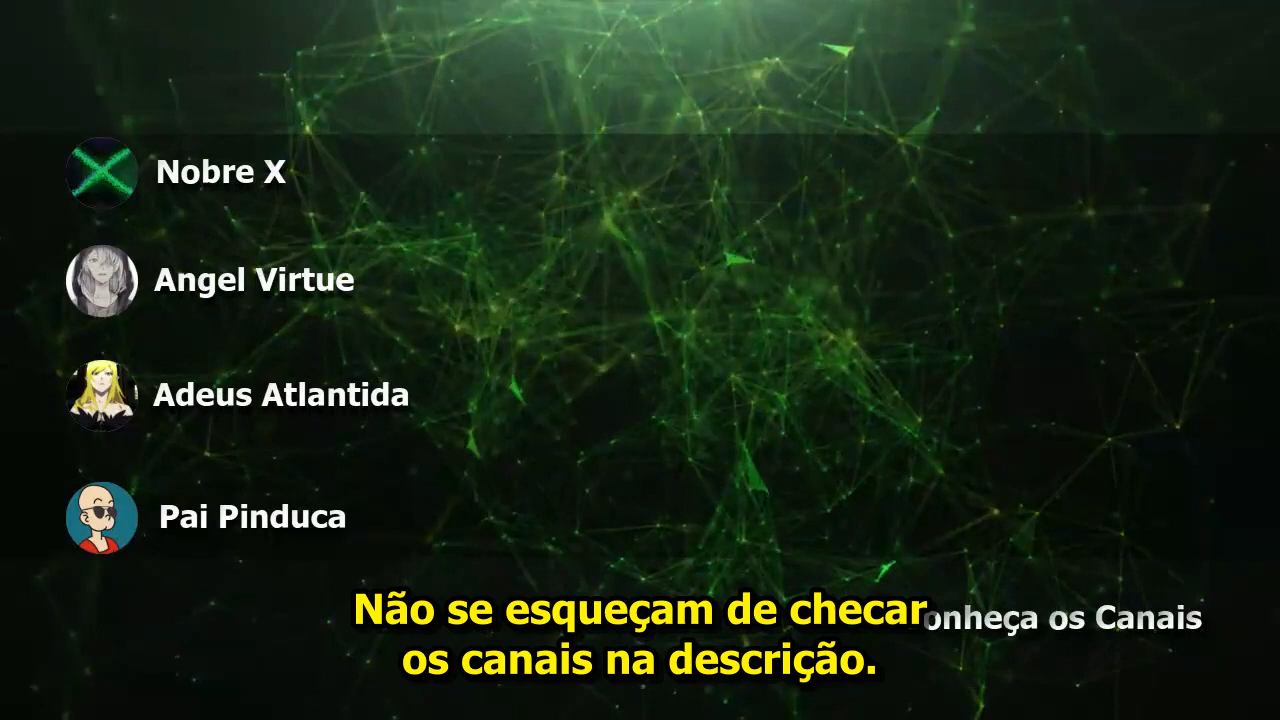 Nobre X
Angel Virtue
Adeus Atlantida
Pai Pinduca
onheça os Canais
Não se esqueçam de checar
os canais na descrição.